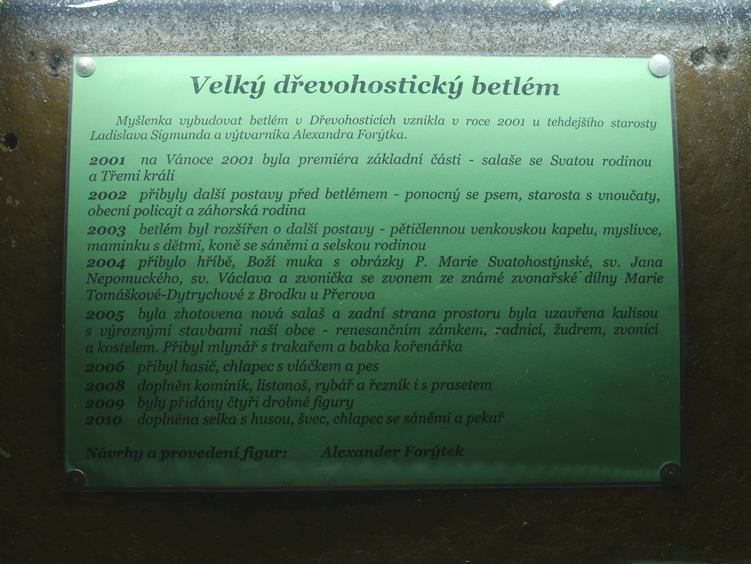 Velký dřevohostický betlém
Myšlenka vybudovat betlém v Dřevohosticích vznikla v roce 2001 u tehdejšího starosty
Ladislava Sigmunda a výtvarníka Alexandra Forýtka.
2001 na Vánoce 2001 byla premiéra základní části - salaše se Svatou rodinou
a Třemi králi
2002 přibyly další postavy před betlémem - ponocný se psem, starosta s vnoučaty,
obecní policajt a záhorská rodina
2003 betlém byl rozšířen o další postavy - pětičlennou venkovskou kapelu, myslivce,
maminku s dětmi, koně se sáněmi a selskou rodinou
2004 přibylo hříbě, Boží muka s obrázky P. Marie Svatohostýnské, sv. Jana
Nepomuckého, sv. Václava a zvonička se zvonem ze známé zvonařské dílny Marie
Tomáškové-Dytrychové z Brodku u Přerova
2005 byla zhotovena nová salaš a zadní strana prostoru byla uzavřena kulisou
s výraznými stavbami naší obce - renesančním zámkem, radnicí, žudrem, zvonicí
a kostelem. Přibyl mlynář s trakařem a babka kořenářka
2006 přibyl hasič, chlapec s vláčkem a pes
2008 doplněn kominík, listonoš, rybář a řezník i s prasetem
2009 byly přidány čtyři drobné figury
2010 doplněna selka s husou, švec, chlapec se sáněmi a pekař
Návrhy a provedení figur: Alexander Forýtek